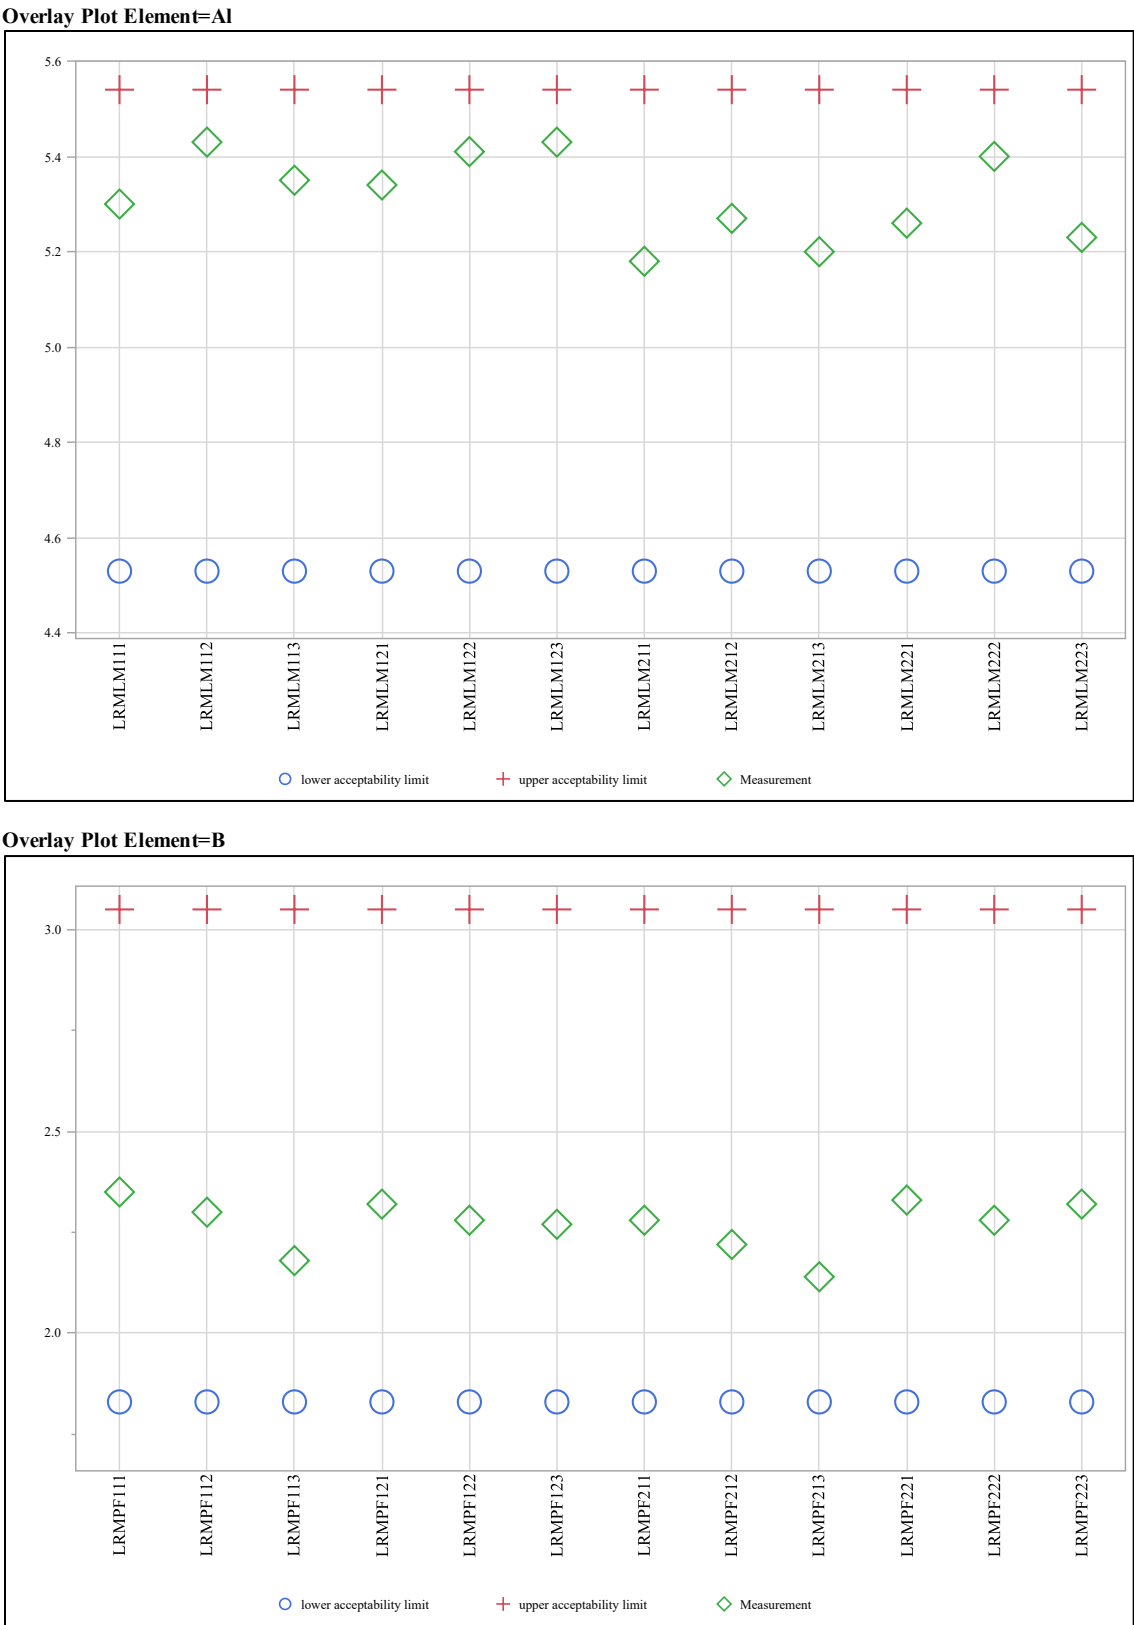 Overlay Plot Element=Al
5.6
5.4
5.2
5.0
4.8
4.6
4.4
LRMLM111
LRMLM112
LRMLM113
LRMLM121
LRMLM122
LRMLM123
LRMLM211
LRMLM212
LRMLM213
LRMLM221
LRMLM222
LRMLM223
lower acceptability limit
upper acceptability limit
Measurement
Overlay Plot Element=B
3.0
2.5
2.0
LRMPF111
LRMPF112
LRMPF113
LRMPF121
LRMPF122
LRMPF123
LRMPF211
LRMPF212
LRMPF213
LRMPF221
LRMPF222
LRMPF223
lower acceptability limit
upper acceptability limit
Measurement